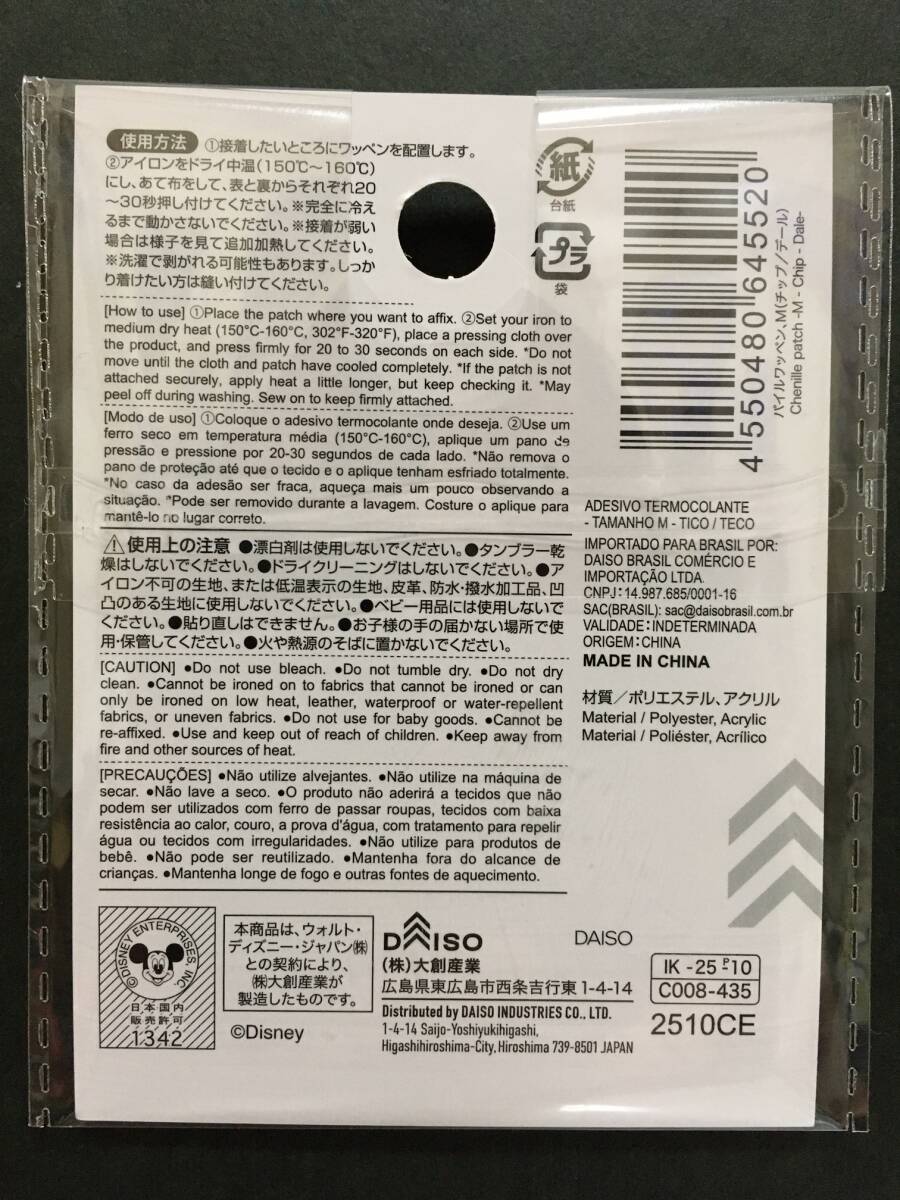 使用方法 ①接着したいところにワッペンを配置します。
②アイロンをドライ中温(150℃〜160℃)
にし、あて布をして、表と裏からそれぞれ20
〜30秒押し付けてください。※完全に冷え
るまで動かさないでください。※接着が弱い
場合は様子を見て追加加熱してください。
※洗濯で剥がれる可能性もあります。しっか
り着けたい方は縫い付けてください。
紙
台紙
プラ
袋
4 550480 645520
パイルワッペン、M(チップ/デール)
Chenille patch -M - Chip - Dale-
[How to use] ①Place the patch where you want to affix. ②Set your iron to
medium dry heat (150°C-160°C, 302°F-320°F), place a pressing cloth over
the product, and press firmly for 20 to 30 seconds on each side. *Do not
move until the cloth and patch have cooled completely. *If the patch is not
attached securely, apply heat a little longer, but keep checking it. *May
peel off during washing. Sew on to keep firmly attached.
[Modo de uso] ①Coloque o adesivo termocolante onde deseja. ②Use um
ferro seco em temperatura média (150°C-160°C), aplique um pano de
pressão e pressione por 20-30 segundos de cada lado. *Não remova o
pano de proteção até que o tecido e o aplique tenham esfriado totalmente.
*No caso da adesão ser fraca, aqueça mais um pouco observando a
situação. *Pode ser removido durante a lavagem. Costure o aplique para
mantê-lo no lugar correto.
⚠使用上の注意 ●漂白剤は使用しないでください。●タンブラー乾
燥はしないでください。●ドライクリーニングはしないでください。●ア
イロン不可の生地、または低温表示の生地、皮革、防水・撥水加工品、凹
凸のある生地に使用しないでください。●ベビー用品には使用しないで
ください。●貼り直しはできません。●お子様の手の届かない場所で使
用・保管してください。●火や熱源のそばに置かないでください。
[CAUTION] ●Do not use bleach. ●Do not tumble dry. ●Do not dry
clean. ●Cannot be ironed on to fabrics that cannot be ironed or can
only be ironed on low heat, leather, waterproof or water-repellent
fabrics, or uneven fabrics. ●Do not use for baby goods. ●Cannot be
re-affixed. ●Use and keep out of reach of children. ●Keep away from
fire and other sources of heat.
[PRECAUÇÕES] ●Não utilize alvejantes. ●Não utilize na máquina de
secar. ●Não lave a seco. ●O produto não aderirá a tecidos que não
podem ser utilizados com ferro de passar roupas, tecidos com baixa
resistência ao calor, couro, a prova d'água, com tratamento para repelir
água ou tecidos com irregularidades. ●Não utilize para produtos de
bebê. ●Não pode ser reutilizado. ●Mantenha fora do alcance de
crianças. ●Mantenha longe de fogo e outras fontes de aquecimento.
ADESIVO TERMOCOLANTE
- TAMANHO M - TICO / TECO
IMPORTADO PARA BRASIL POR:
DAISO BRASIL COMÉRCIO E
IMPORTAÇÃO LTDA.
CNPJ:14.987.685/0001-16
SAC(BRASIL): sac@daisobrasil.com.br
VALIDADE:INDETERMINADA
ORIGEM:CHINA
MADE IN CHINA
材質/ポリエステル、アクリル
Material / Polyester, Acrylic
Material / Poliéster, Acrílico
©DISNEY ENTERPRISES, INC.
日本国内
販売許可
1342
本商品は、ウォルト・
ディズニー・ジャパン㈱
との契約により、
㈱大創産業が
製造したものです。
©Disney
DAISO
(株)大創産業
広島県東広島市西条吉行東 1-4-14
Distributed by DAISO INDUSTRIES CO., LTD.
1-4-14 Saijo-Yoshiyukihigashi,
Higashihiroshima-City, Hiroshima 739-8501 JAPAN
DAISO
IK -25 P-10
C008-435
2510CE